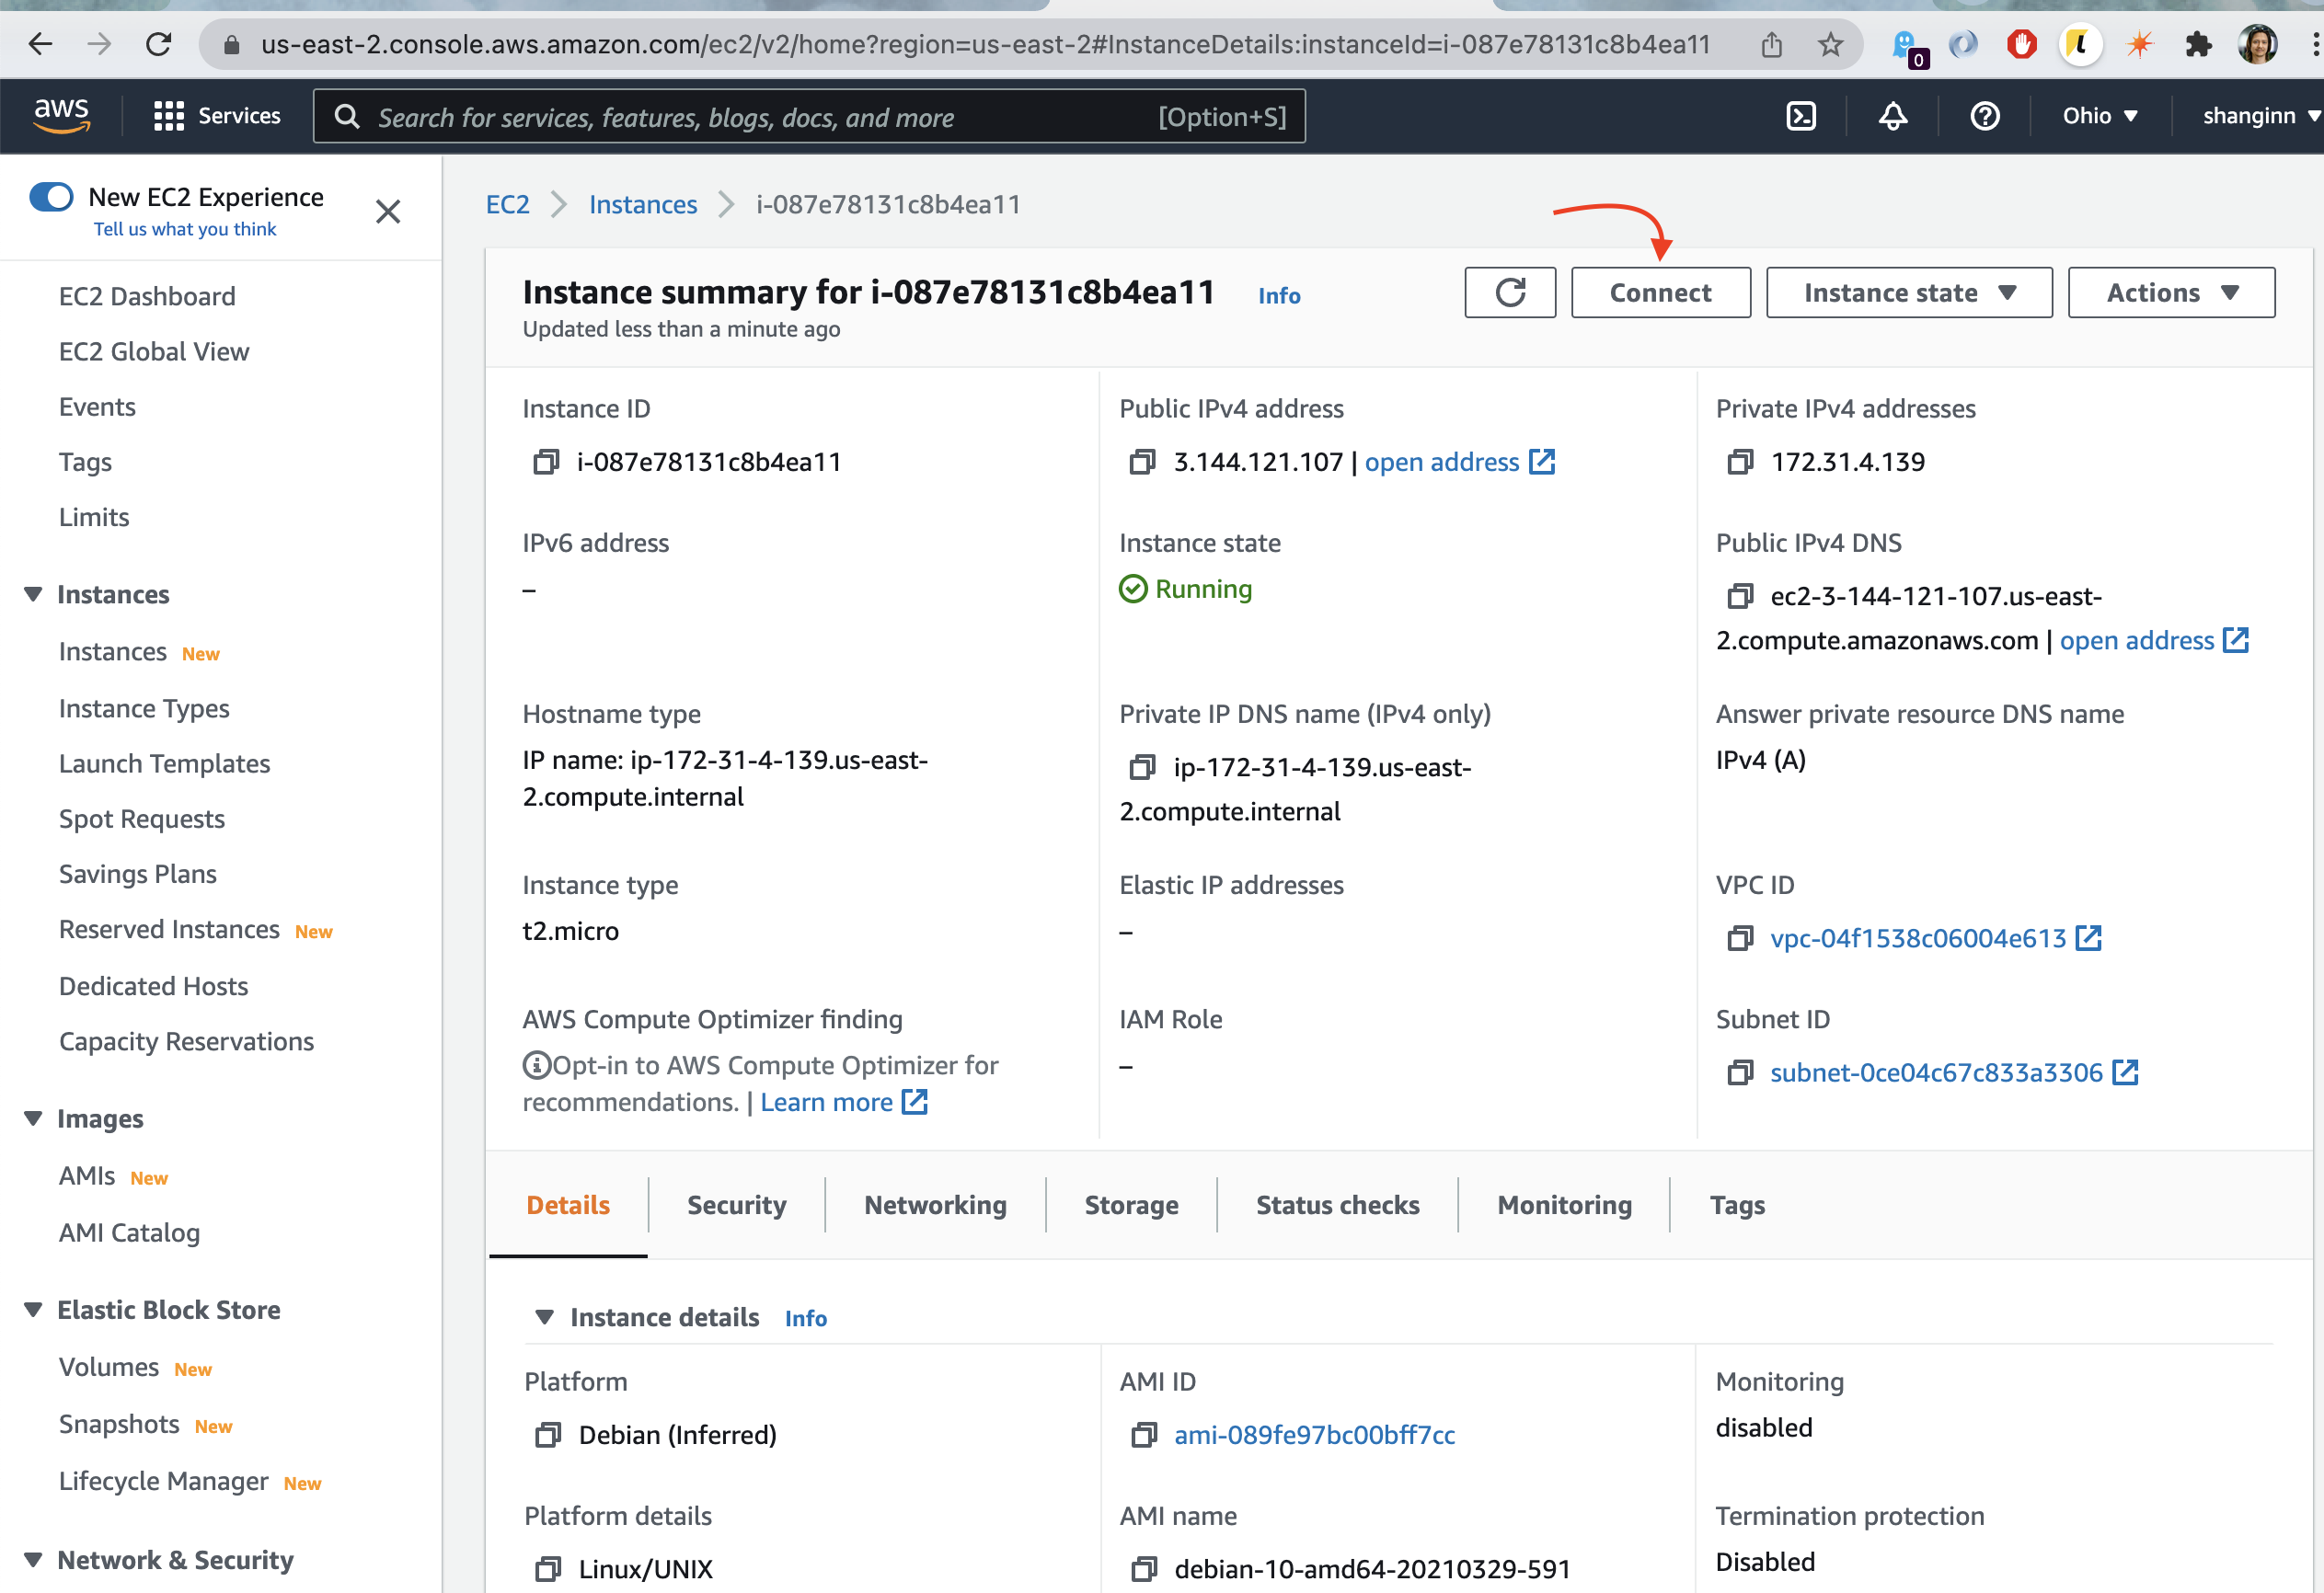 us-east-2.console.aws.amazon.com/ec2/v2/home?region=us-east-2#InstanceDetails:instanceId=i-087e78131c8b4ea11
0
aws
Services
Search for services, features, blogs, docs, and more
[Option+S]
Ohio
shanginn
New EC2 Experience
Tell us what you think
EC2 Dashboard
EC2 Global View
Events
Tags
Limits
Instances
Instances New
Instance Types
Launch Templates
Spot Requests
Savings Plans
Reserved Instances New
Dedicated Hosts
Capacity Reservations
Images
AMIs New
AMI Catalog
Elastic Block Store
Volumes New
Snapshots New
Lifecycle Manager New
Network & Security
EC2
Instances
i-087e78131c8b4ea11
Instance summary for i-087e78131c8b4ea11 Info
Updated less than a minute ago
Connect
Instance state
Actions
Instance ID
i-087e78131c8b4ea11
Public IPv4 address
3.144.121.107 | open address
Private IPv4 addresses
172.31.4.139
IPv6 address
–
Instance state
Running
Public IPv4 DNS
ec2-3-144-121-107.us-east-
2.compute.amazonaws.com | open address
Hostname type
IP name: ip-172-31-4-139.us-east-
2.compute.internal
Private IP DNS name (IPv4 only)
ip-172-31-4-139.us-east-
2.compute.internal
Answer private resource DNS name
IPv4 (A)
Instance type
t2.micro
Elastic IP addresses
–
VPC ID
vpc-04f1538c06004e613
AWS Compute Optimizer finding
Opt-in to AWS Compute Optimizer for
recommendations. | Learn more
IAM Role
–
Subnet ID
subnet-0ce04c67c833a3306
Details
Security
Networking
Storage
Status checks
Monitoring
Tags
Instance details Info
Platform
Debian (Inferred)
AMI ID
ami-089fe97bc00bff7cc
Monitoring
disabled
Platform details
Linux/UNIX
AMI name
debian-10-amd64-20210329-591
Termination protection
Disabled